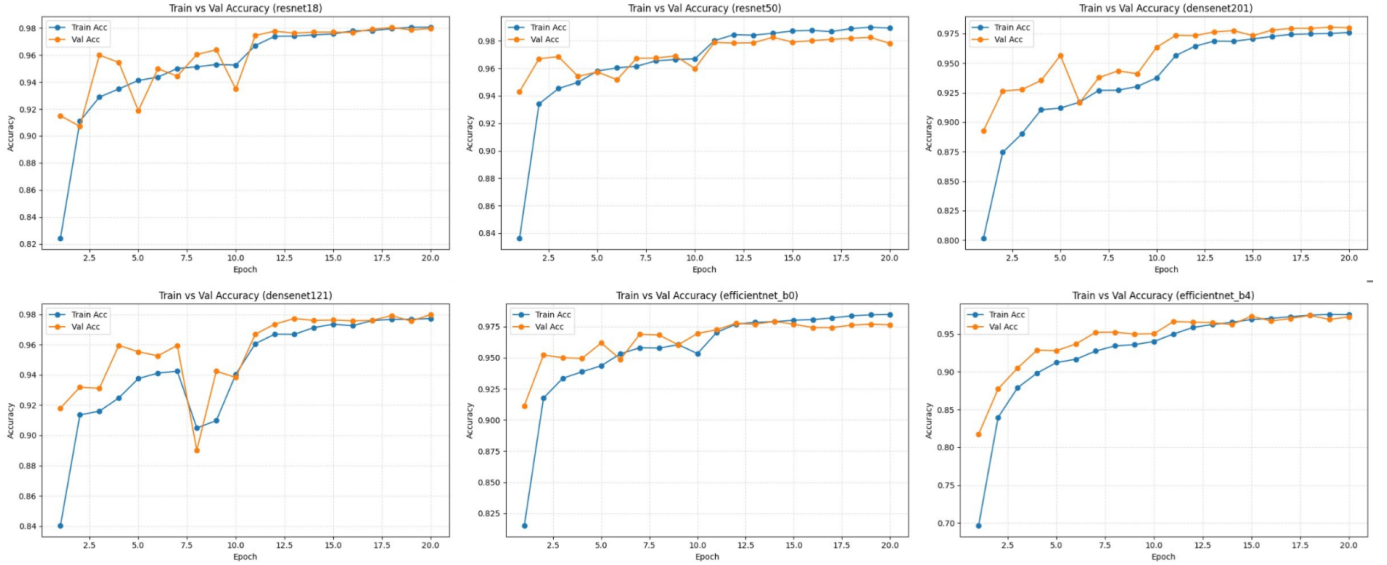 Train vs Val Accuracy (resnet18)
Train Acc
Val Acc
0.98
0.96
0.94
0.92
0.90
0.88
0.86
0.84
0.82
Accuracy
2.5 5.0 7.5 10.0 12.5 15.0 17.5 20.0
Epoch
Train vs Val Accuracy (resnet50)
Train Acc
Val Acc
0.98
0.96
0.94
0.92
0.90
0.88
0.86
0.84
Accuracy
2.5 5.0 7.5 10.0 12.5 15.0 17.5 20.0
Epoch
Train vs Val Accuracy (densenet201)
Train Acc
Val Acc
0.975
0.950
0.925
0.900
0.875
0.850
0.825
0.800
Accuracy
2.5 5.0 7.5 10.0 12.5 15.0 17.5 20.0
Epoch
Train vs Val Accuracy (densenet121)
Train Acc
Val Acc
0.98
0.96
0.94
0.92
0.90
0.88
0.86
0.84
Accuracy
2.5 5.0 7.5 10.0 12.5 15.0 17.5 20.0
Epoch
Train vs Val Accuracy (efficientnet_b0)
Train Acc
Val Acc
0.975
0.950
0.925
0.900
0.875
0.850
0.825
Accuracy
2.5 5.0 7.5 10.0 12.5 15.0 17.5 20.0
Epoch
Train vs Val Accuracy (efficientnet_b4)
Train Acc
Val Acc
0.95
0.90
0.85
0.80
0.75
0.70
Accuracy
2.5 5.0 7.5 10.0 12.5 15.0 17.5 20.0
Epoch